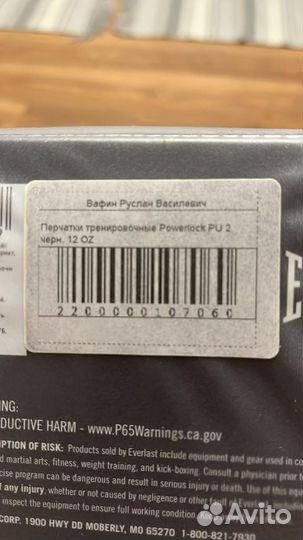 Вафин Руслан Василевич
Перчатки тренировочные Powerlock PU 2
черн. 12 OZ
2200000107060
E
ING:
DUCTIVE HARM - www.P65Warnings.ca.gov
PTION OF RISK: Products sold by Everlast include equipment and gear used in co
d martial arts, fitness, weight training, and kick-boxing. Consult a physician prior t
cise program can be dangerous and result in serious injury or death. Use of this equi
of any injury, whether or not caused by negligence or other fault of Ever
inspect the equipment to ensure full working condition
CORP. 1900 HWY DD MOBERLY, MO 65270 1-800-821-7930
Avito